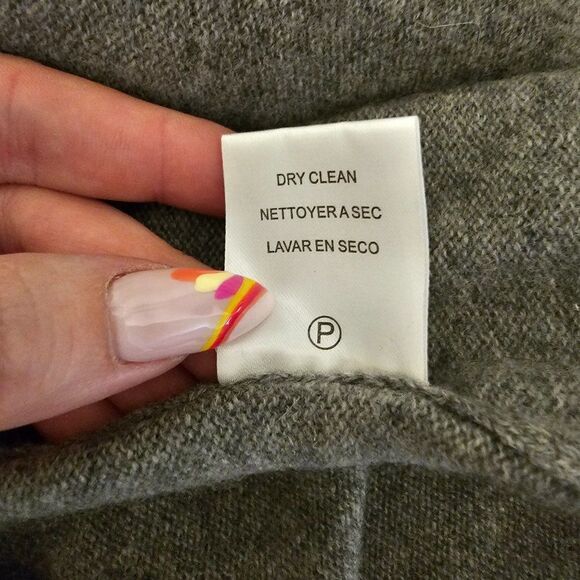 DRY CLEAN
NETTOYER A SEC
LAVAR EN SECO
P